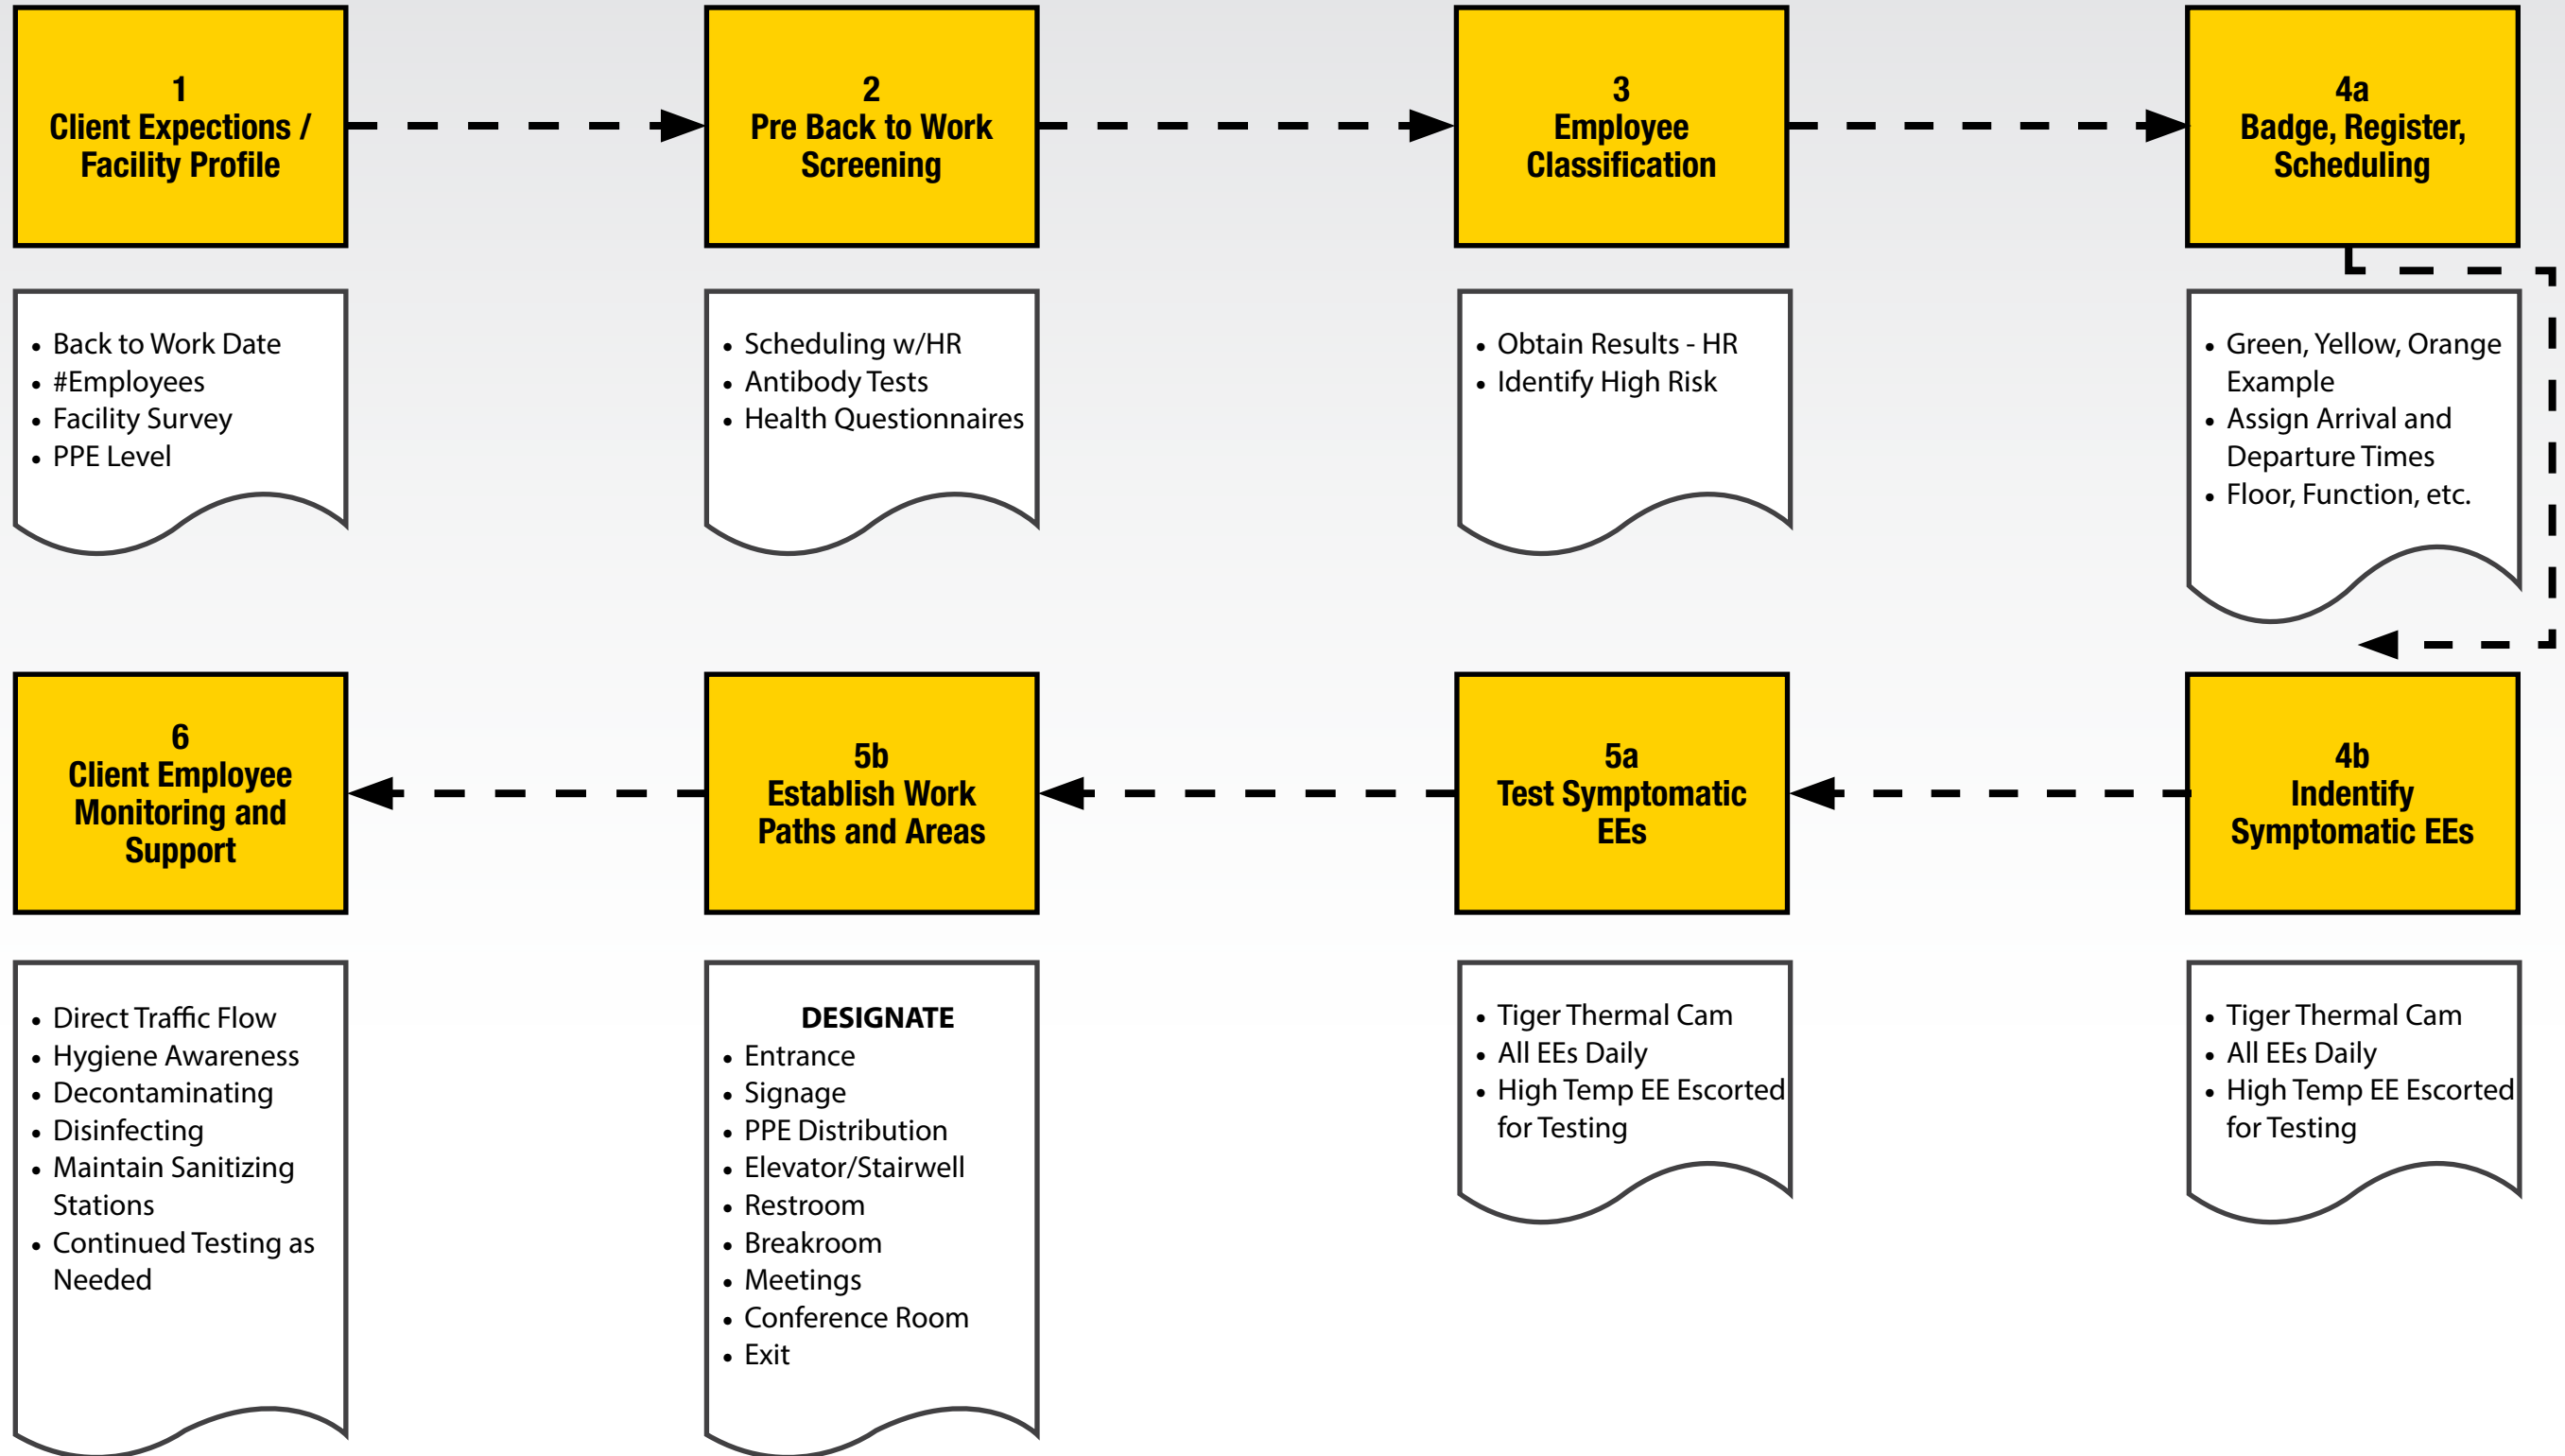 1
Client Expections /
Facility Profile
• Back to Work Date
• #Employees
• Facility Survey
• PPE Level
2
Pre Back to Work
Screening
• Scheduling w/HR
• Antibody Tests
• Health Questionnaires
3
Employee
Classification
• Obtain Results - HR
• Identify High Risk
4a
Badge, Register,
Scheduling
• Green, Yellow, Orange
Example
• Assign Arrival and
Departure Times
• Floor, Function, etc.
4b
Indentify
Symptomatic EEs
• Tiger Thermal Cam
• All EEs Daily
• High Temp EE Escorted
for Testing
5a
Test Symptomatic
EEs
• Tiger Thermal Cam
• All EEs Daily
• High Temp EE Escorted
for Testing
5b
Establish Work
Paths and Areas
DESIGNATE
• Entrance
• Signage
• PPE Distribution
• Elevator/Stairwell
• Restroom
• Breakroom
• Meetings
• Conference Room
• Exit
6
Client Employee
Monitoring and
Support
• Direct Traffic Flow
• Hygiene Awareness
• Decontaminating
• Disinfecting
• Maintain Sanitizing
Stations
• Continued Testing as
Needed